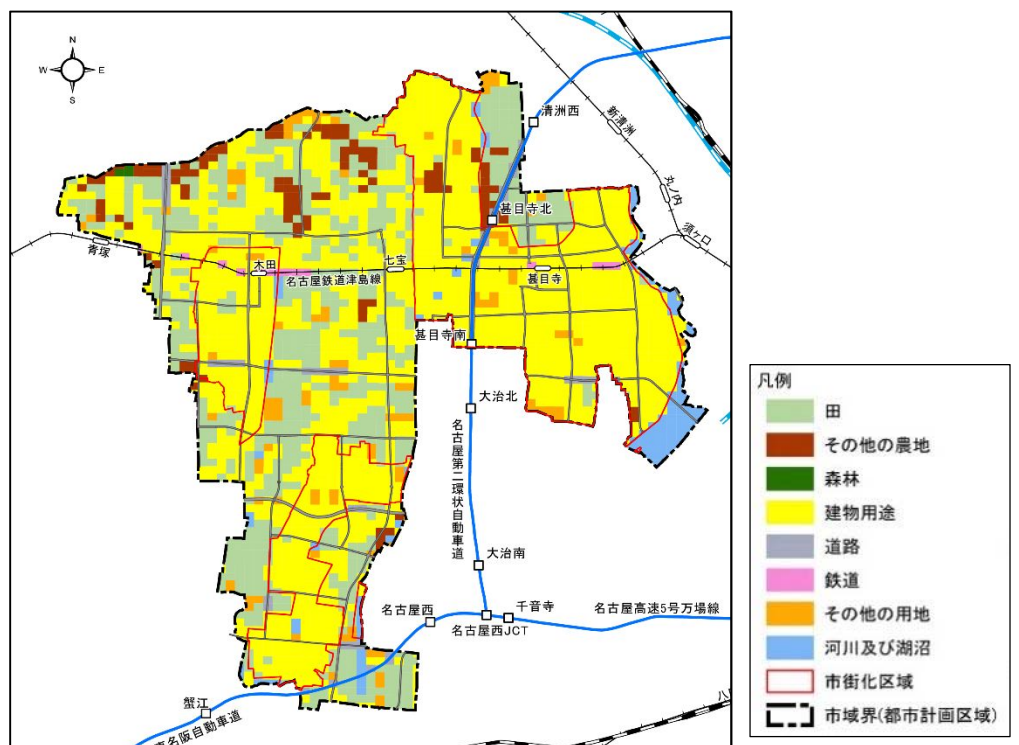 N
W
E
S
清洲西
新清洲
丸ノ内
須ケ口
甚目寺北
青塚
木田
七宝
甚目寺
名古屋鉄道津島線
甚目寺南
大治北
名古屋第二環状自動車道
大治南
千音寺
名古屋西
名古屋西JCT
名古屋高速5号万場線
蟹江
名阪自動車道
凡例
田
その他の農地
森林
建物用途
道路
鉄道
その他の用地
河川及び湖沼
市街化区域
市域界(都市計画区域)